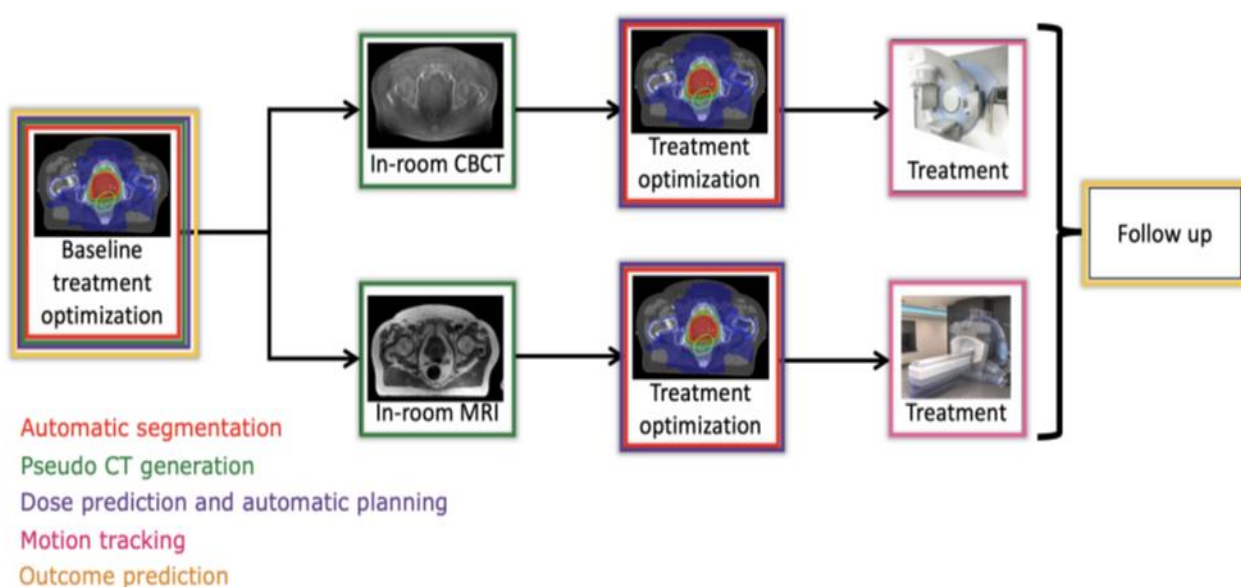 Baseline
treatment
optimization
In-room CBCT
Treatment
optimization
Treatment
In-room MRI
Treatment
optimization
Treatment
Follow up
Automatic segmentation
Pseudo CT generation
Dose prediction and automatic planning
Motion tracking
Outcome prediction